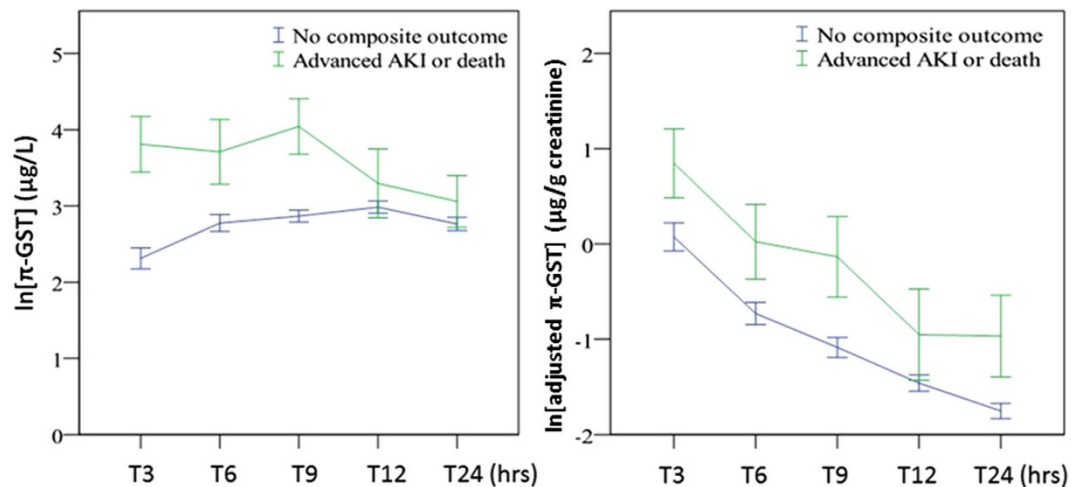 ln[π-GST] (μg/L)
5
4
3
2
1
0
No composite outcome
Advanced AKI or death
T3 T6 T9 T12 T24 (hrs)
ln[adjusted π-GST] (μg/g creatinine)
2
1
0
-1
-2
No composite outcome
Advanced AKI or death
T3 T6 T9 T12 T24 (hrs)